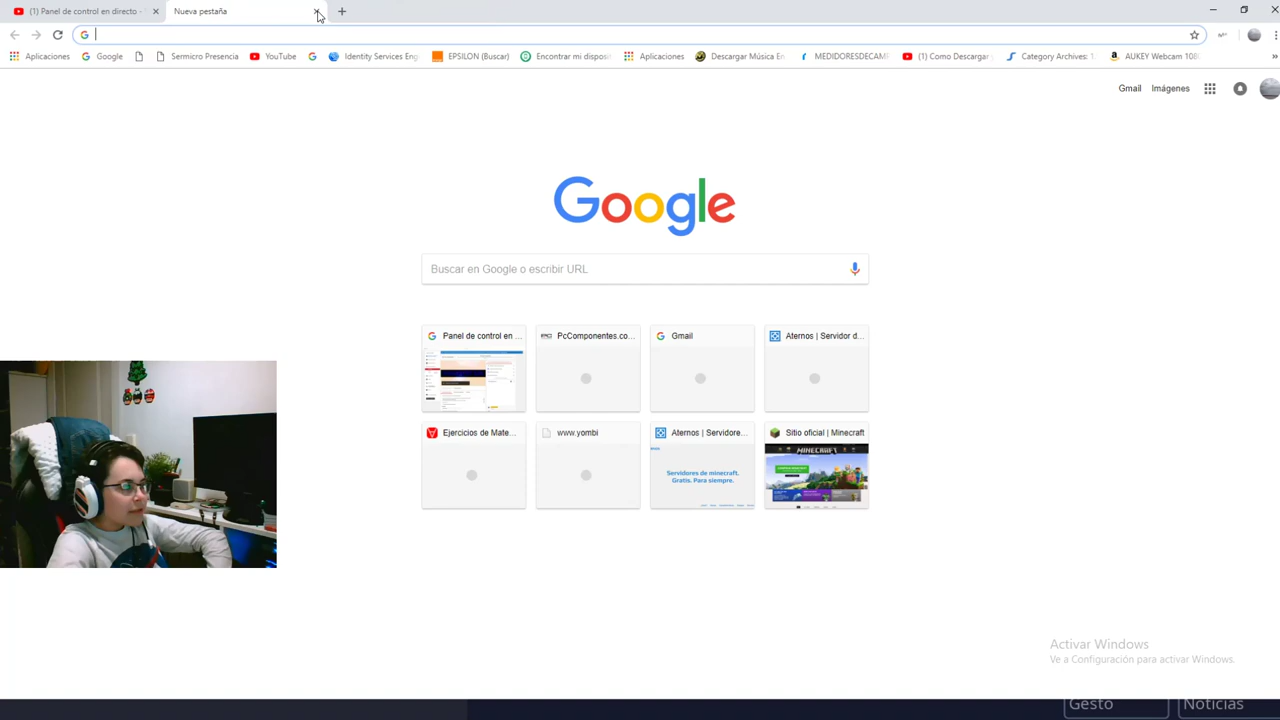 (1) Panel de control en directo -
Nueva pestaña
Aplicaciones
Google
Sermicro Presencia
YouTube
Identity Services Eng
EPSILON (Buscar)
Encontrar mi disposit
Aplicaciones
Descargar Música En
MEDIDORESDECAM
(1) Como Descargar y
Category Archives: 1.
AUKEY Webcam 108
»
Gmail
Imágenes
Google
Buscar en Google o escribir URL
Panel de control en ...
PcComponentes.co...
Gmail
Aternos | Servidor d...
Ejercicios de Mate...
www.yombi
Aternos | Servidore...
Sitio oficial | Minecraft
Servidores de minecraft.
Gratis. Para siempre.
MINECRAFT
Activar Windows
Ve a Configuración para activar Windows.
Gesto
Noticias